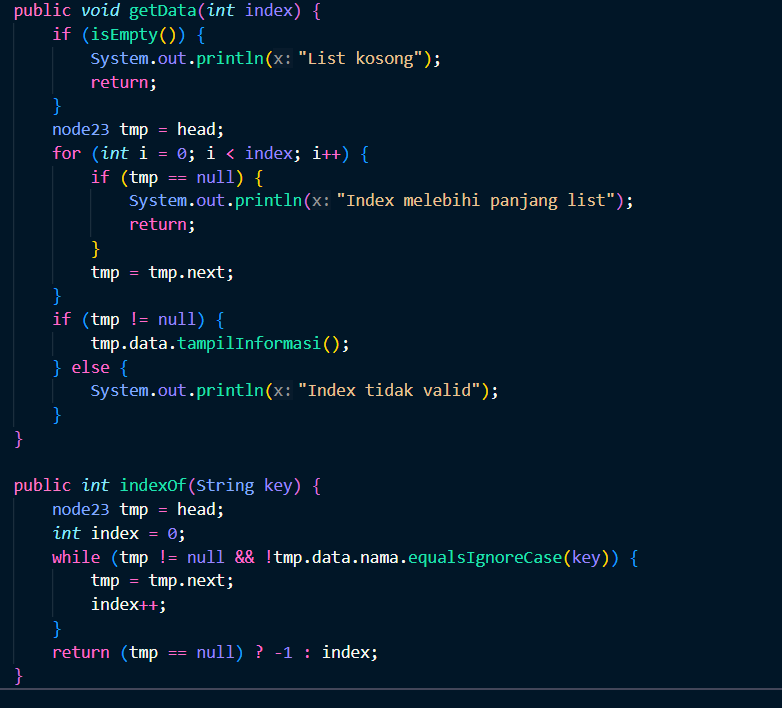 public void getData(int index) {
    if (isEmpty()) {
        System.out.println(x: "List kosong");
        return;
    }
    node23 tmp = head;
    for (int i = 0; i < index; i++) {
        if (tmp == null) {
            System.out.println(x: "Index melebihi panjang list");
            return;
        }
        tmp = tmp.next;
    }
    if (tmp != null) {
        tmp.data.tampilInformasi();
    } else {
        System.out.println(x: "Index tidak valid");
    }
}

public int indexOf(String key) {
    node23 tmp = head;
    int index = 0;
    while (tmp != null && !tmp.data.nama.equalsIgnoreCase(key)) {
        tmp = tmp.next;
        index++;
    }
    return (tmp == null) ? -1 : index;
}